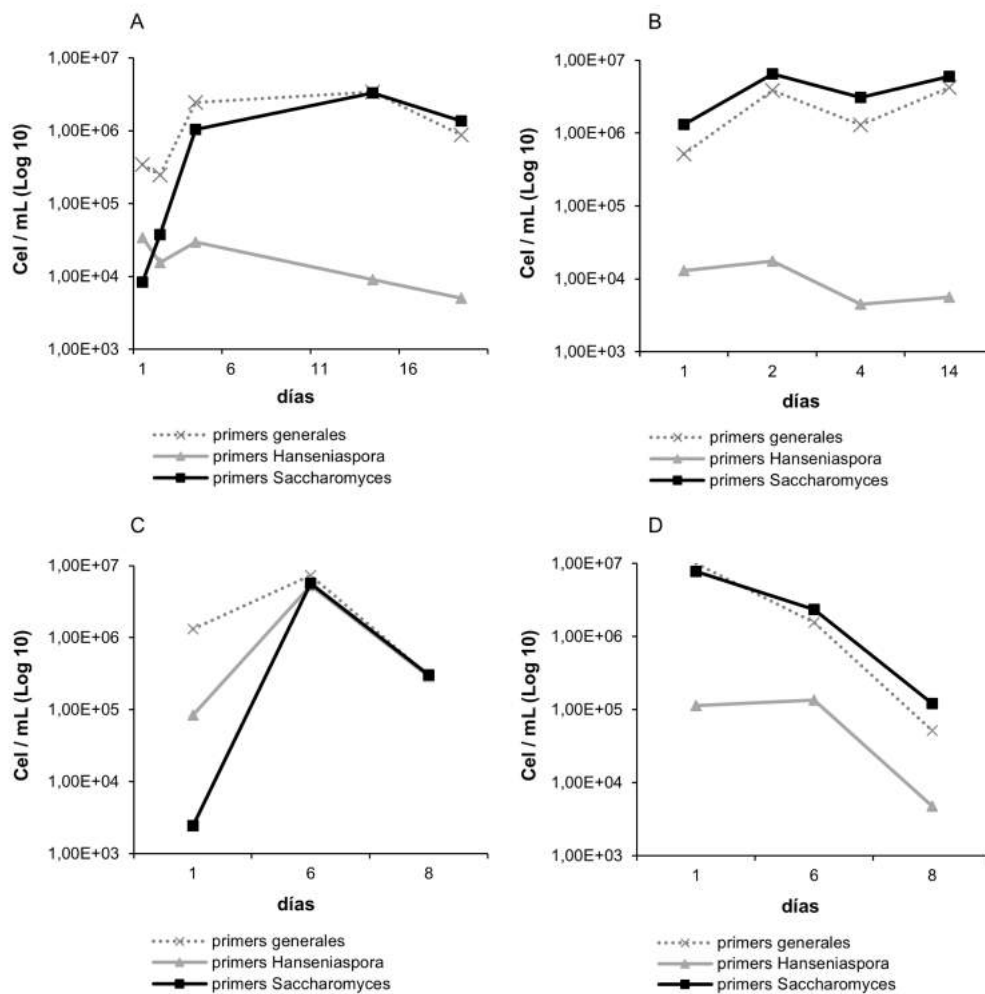 A
Cel / mL (Log 10)
1,00E+07
1,00E+06
1,00E+05
1,00E+04
1,00E+03
1 6 11 16
días
primers generales
primers Hanseniaspora
primers Saccharomyces
B
Cel / mL (Log 10)
1,00E+07
1,00E+06
1,00E+05
1,00E+04
1,00E+03
1 2 4 14
días
primers generales
primers Hanseniaspora
primers Saccharomyces
C
Cel / mL (Log 10)
1,00E+07
1,00E+06
1,00E+05
1,00E+04
1,00E+03
1 6 8
días
primers generales
primers Hanseniaspora
primers Saccharomyces
D
Cel / mL (Log 10)
1,00E+07
1,00E+06
1,00E+05
1,00E+04
1,00E+03
1 6 8
días
primers generales
primers Hanseniaspora
primers Saccharomyces